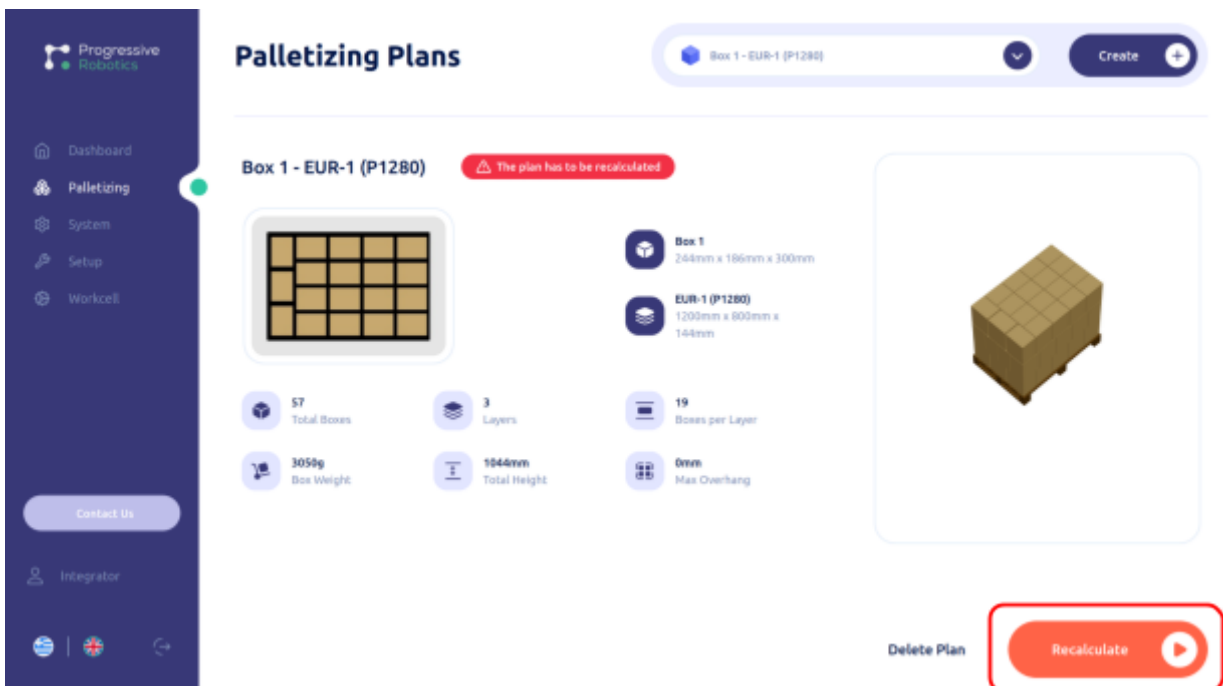 Progressive
Robotics
Palletizing Plans
Box 1 - EUR-1 (P1280)
Create
Dashboard
Palletizing
System
Setup
Workcell
Contact Us
Integrator
Box 1 - EUR-1 (P1280)
The plan has to be recalculated
Box 1
244mm x 186mm x 300mm
EUR-1 (P1280)
1200mm x 800mm x
144mm
57
Total Boxes
3
Layers
19
Boxes per Layer
3050g
Box Weight
1044mm
Total Height
0mm
Max Overhang
Delete Plan
Recalculate